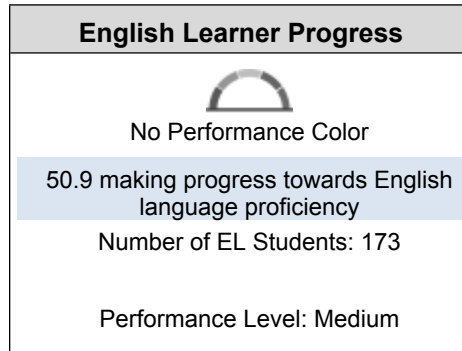 English Learner Progress
No Performance Color
50.9 making progress towards English
language proficiency
Number of EL Students: 173
Performance Level: Medium